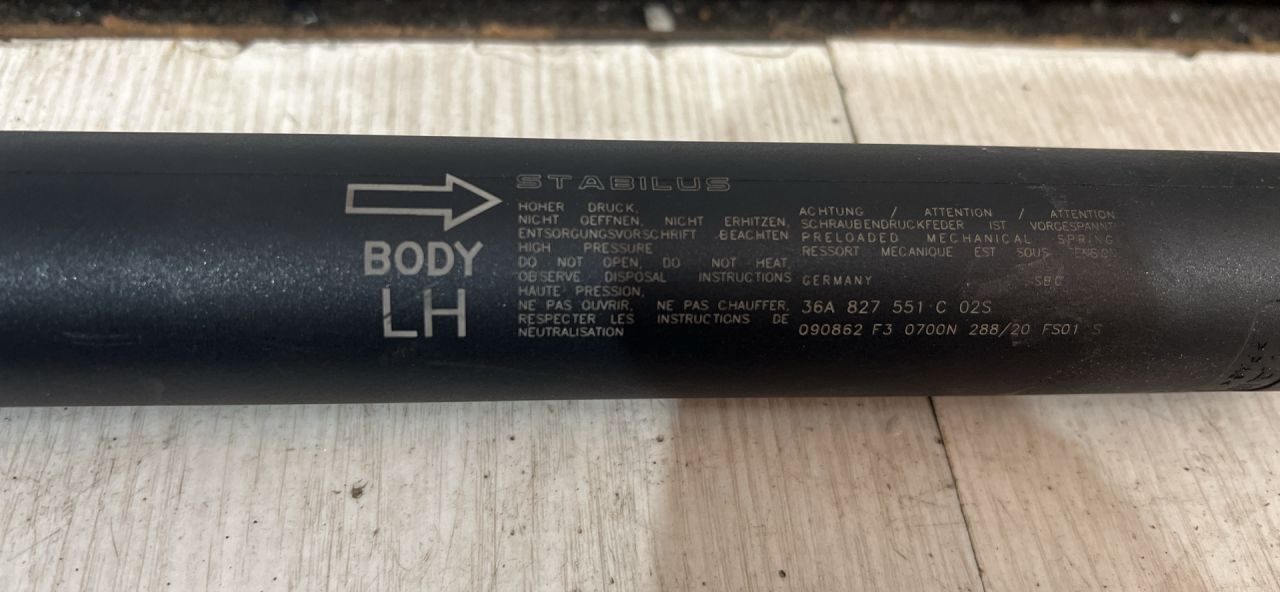 STABILUS
BODY
LH
HOHER DRUCK,
NICHT OEFFNEN, NICHT ERHITZEN,
ENTSORGUNGSVORSCHRIFT BEACHTEN
HIGH PRESSURE
DO NOT OPEN, DO NOT HEAT,
OBSERVE DISPOSAL INSTRUCTIONS
HAUTE PRESSION,
NE PAS OUVRIR, NE PAS CHAUFFER,
RESPECTER LES INSTRUCTIONS DE
NEUTRALISATION
ACHTUNG / ATTENTION / ATTENTION
SCHRAUBENDRUCKFEDER IST VORGESPANNT
PRELOADED MECHANICAL SPRING
RESSORT MECANIQUE EST SOUS
GERMANY SBC
36A 827 551 C 02S
090862 F3 0700N 288/20 FS01 S